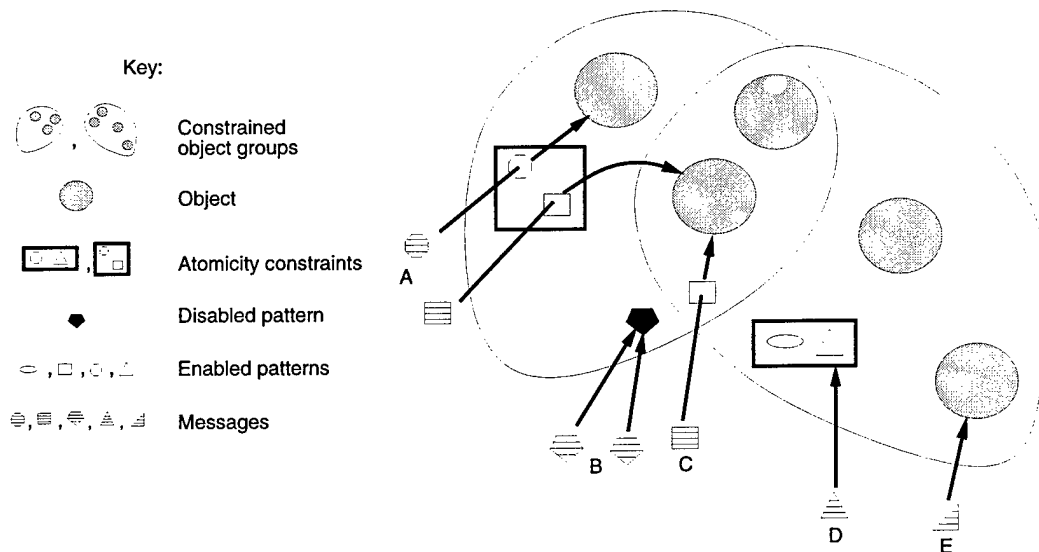 Key:
Constrained
object groups
Object
Atomicity constraints
Disabled pattern
Enabled patterns
Messages
A
B
C
D
E